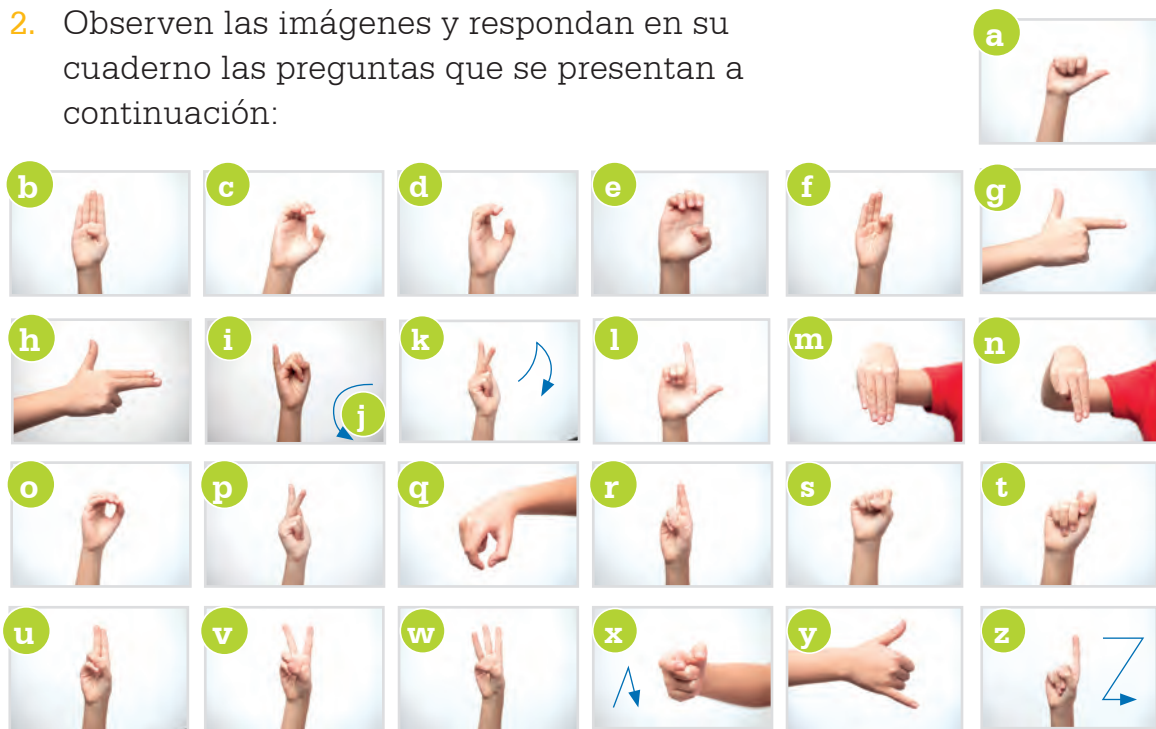 2. Observen las imágenes y respondan en su
cuaderno las preguntas que se presentan a
continuación:
a
b c d e f g
h i j k l m n
o p q r s t
u v w x y z